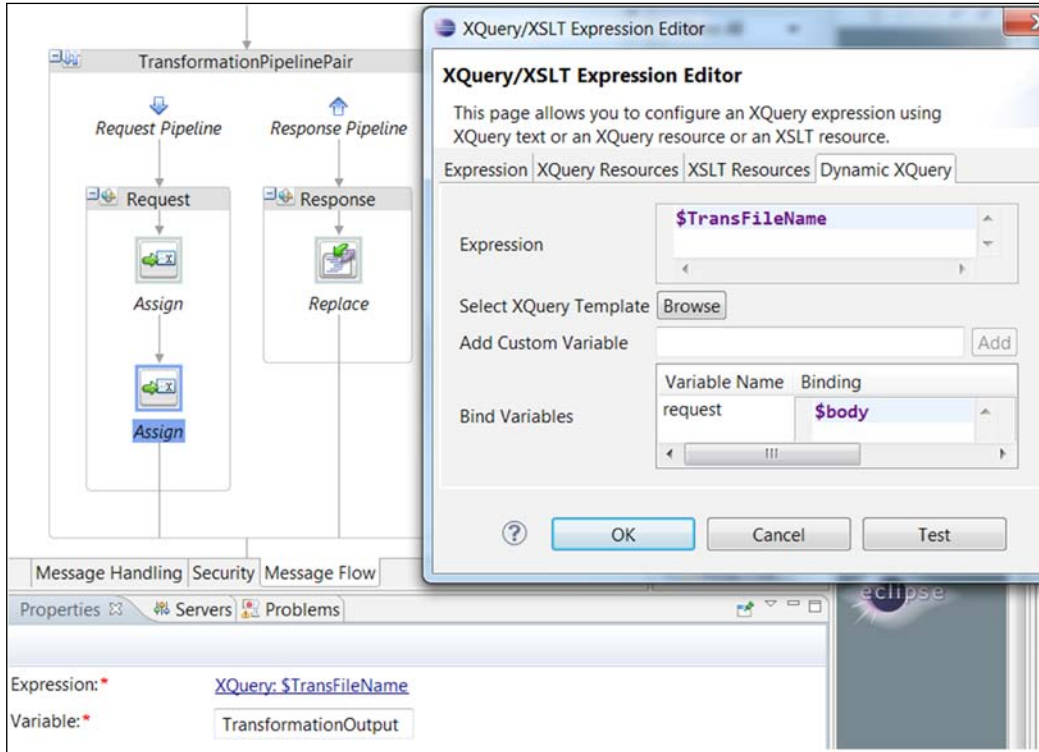 TransformationPipelinePair
Request Pipeline
Response Pipeline
Request
Response
Assign
Replace
Assign
Message Handling
Security
Message Flow
XQuery/XSLT Expression Editor
XQuery/XSLT Expression Editor
This page allows you to configure an XQuery expression using
XQuery text or an XQuery resource or an XSLT resource.
Expression
XQuery Resources
XSLT Resources
Dynamic XQuery
Expression
$TransFileName
Select XQuery Template
Browse
Add Custom Variable
Add
Bind Variables
Variable Name
Binding
request
$body
OK
Cancel
Test
Properties
Servers
Problems
eclipse
Expression:*
XQuery: $TransFileName
Variable:*
TransformationOutput